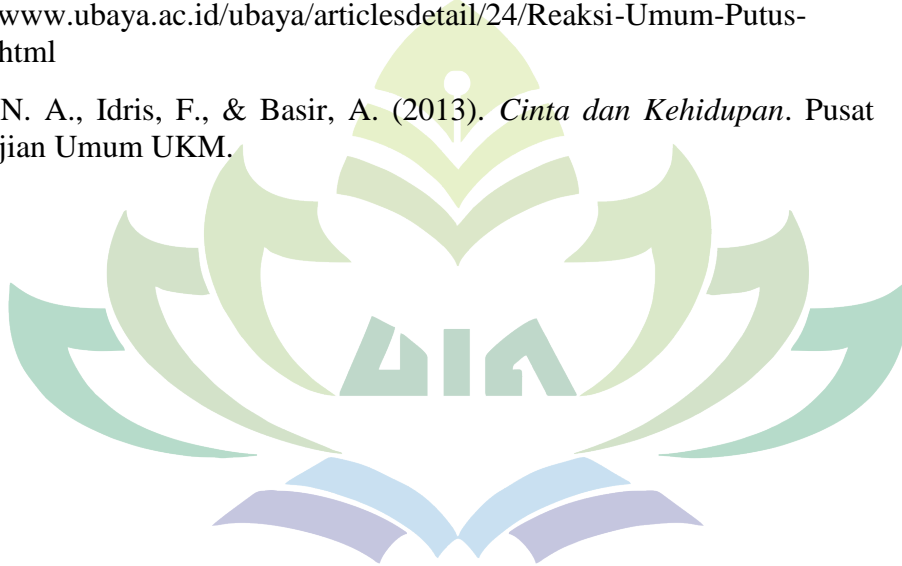 www.ubaya.ac.id/ubaya/articlesdetail/24/Reaksi-Umum-Putus-
html
N. A., Idris, F., & Basir, A. (2013). Cinta dan Kehidupan. Pusat
jian Umum UKM.
UIN